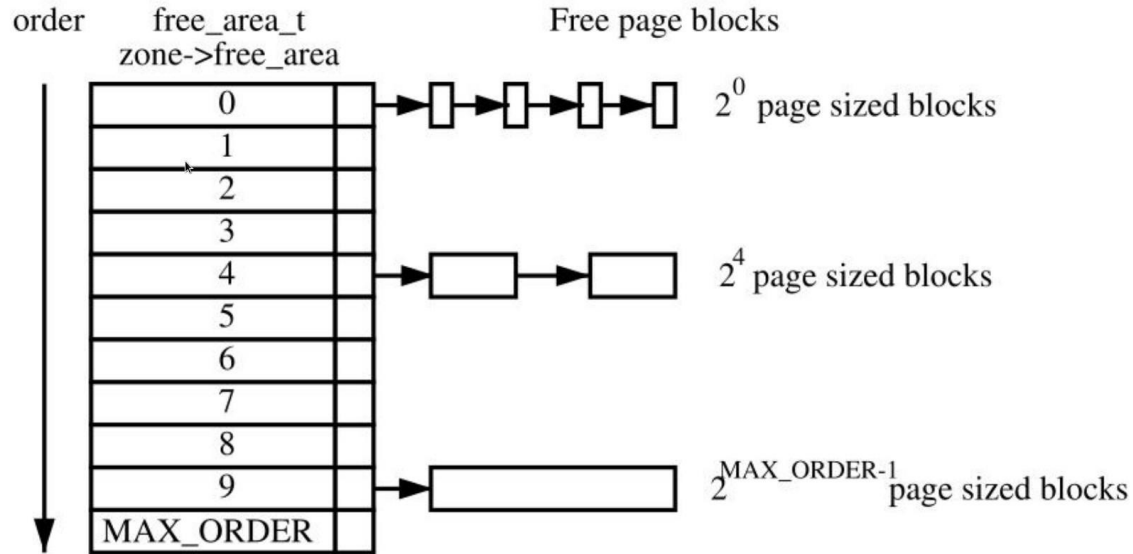 order free_area_t Free page blocks
zone->free_area
0 2^0 page sized blocks
1
2
3
4 2^4 page sized blocks
5
6
7
8
9 2^MAX_ORDER-1 page sized blocks
MAX_ORDER